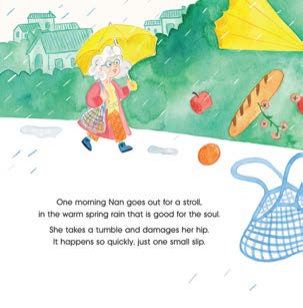 One morning Nan goes out for a stroll,
in the warm spring rain that is good for the soul.
She takes a tumble and damages her hip.
It happens so quickly, just one small slip.